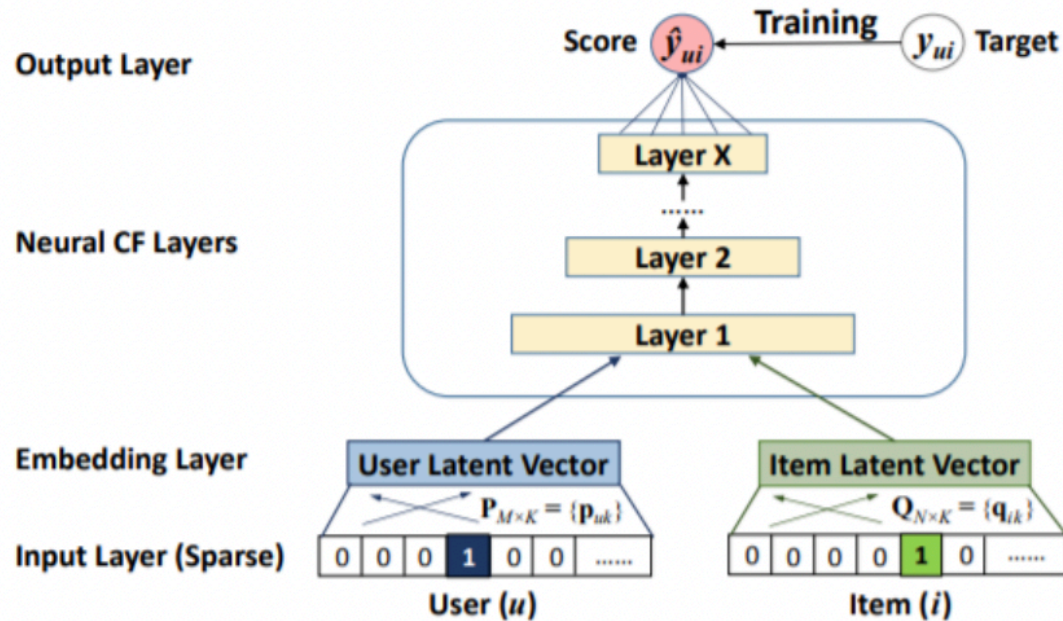 Output Layer
Score ŷui Training yui Target
Layer X
......
Neural CF Layers
Layer 2
Layer 1
Embedding Layer
User Latent Vector
Item Latent Vector
PM×K = {puk}
QN×K = {qik}
Input Layer (Sparse)
0 0 0 1 0 0 ......
0 0 0 0 1 0 ......
User (u)
Item (i)